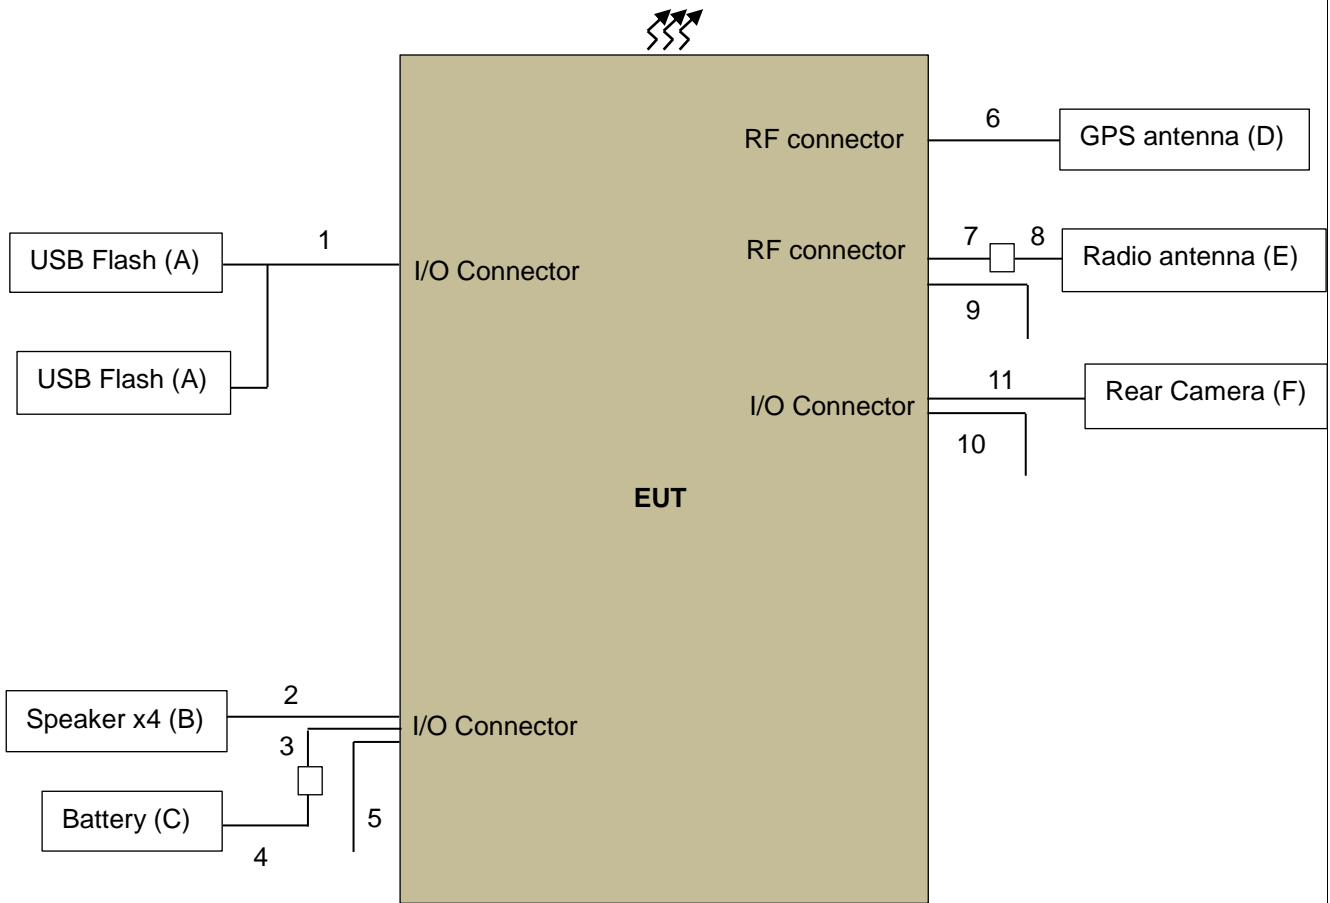 RF connector
6
GPS antenna (D)
USB Flash (A)
1
I/O Connector
RF connector
7
8
Radio antenna (E)
9
USB Flash (A)
I/O Connector
11
Rear Camera (F)
10
EUT
Speaker x4 (B)
2
I/O Connector
3
Battery (C)
4
5